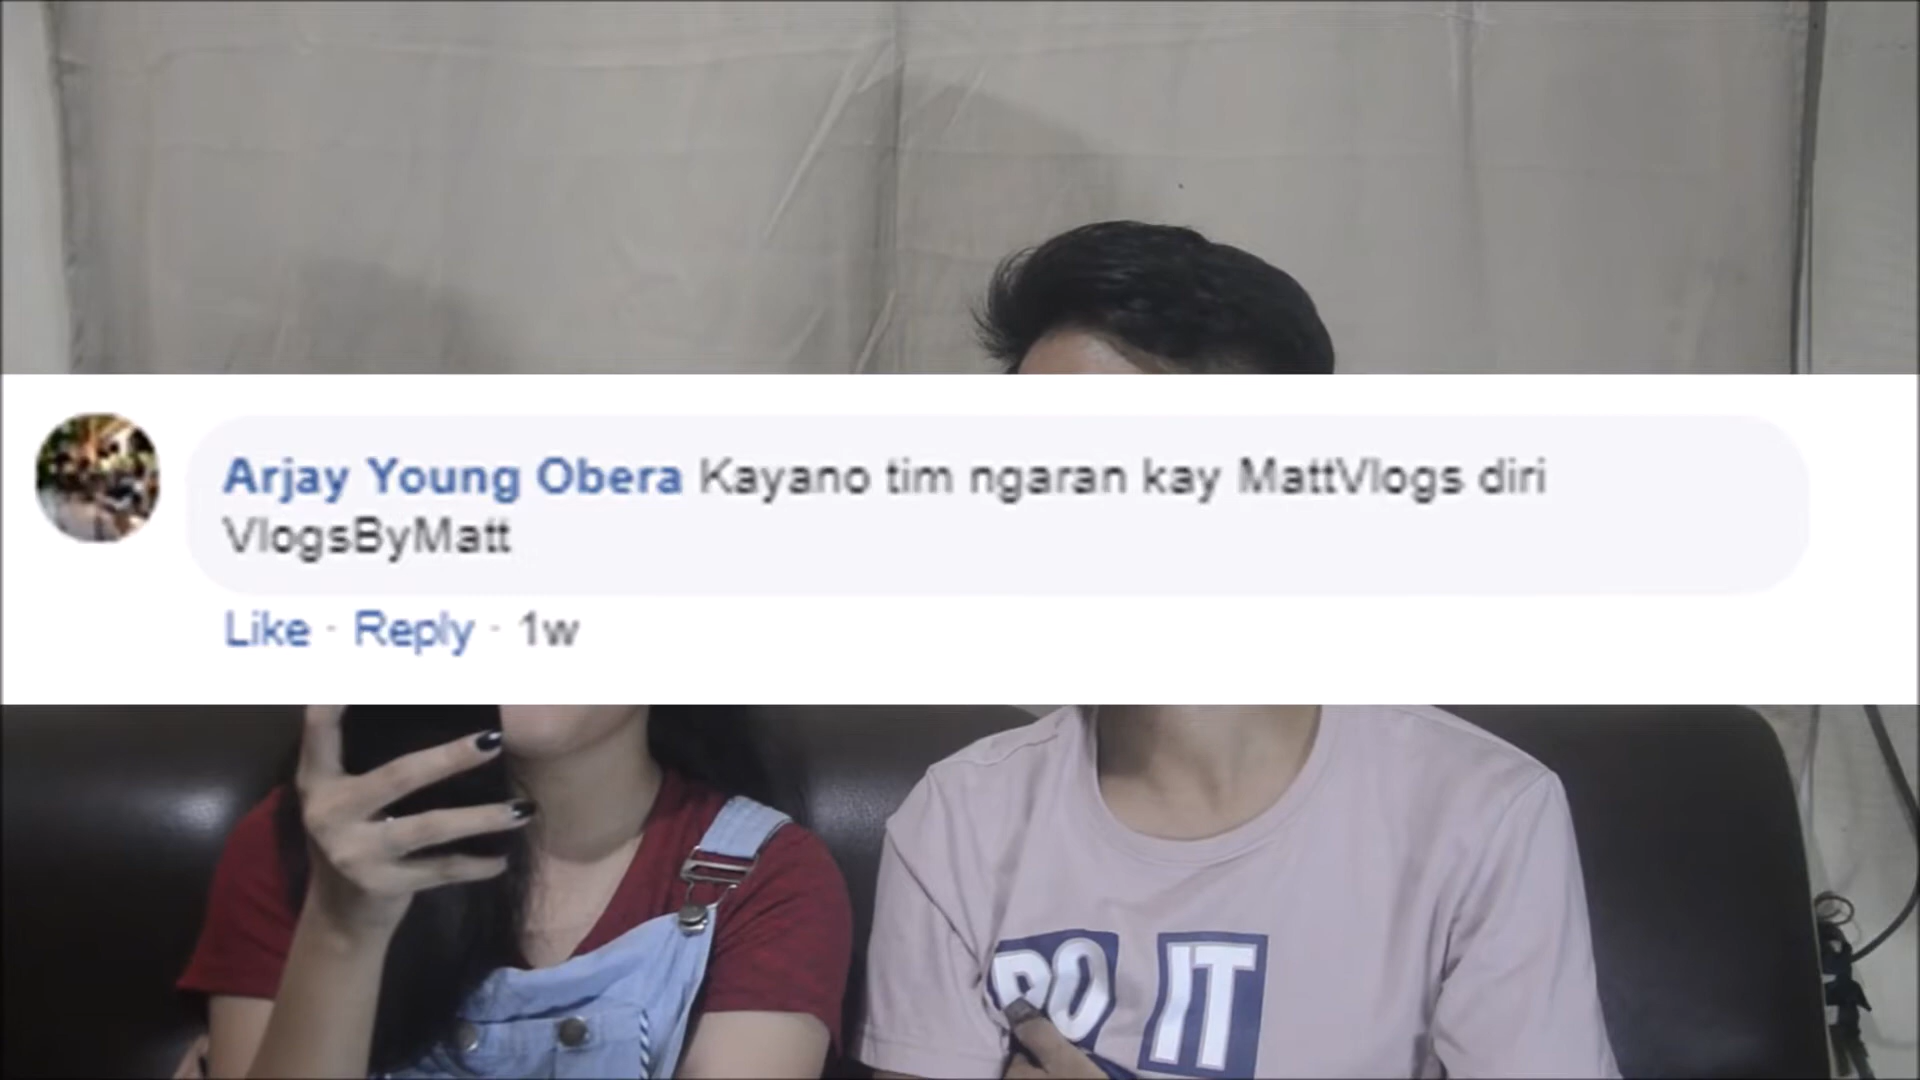 Arjay Young Obera Kayano tim ngaran kay MattVlogs diri
VlogsByMatt
Like · Reply · 1w
DO IT